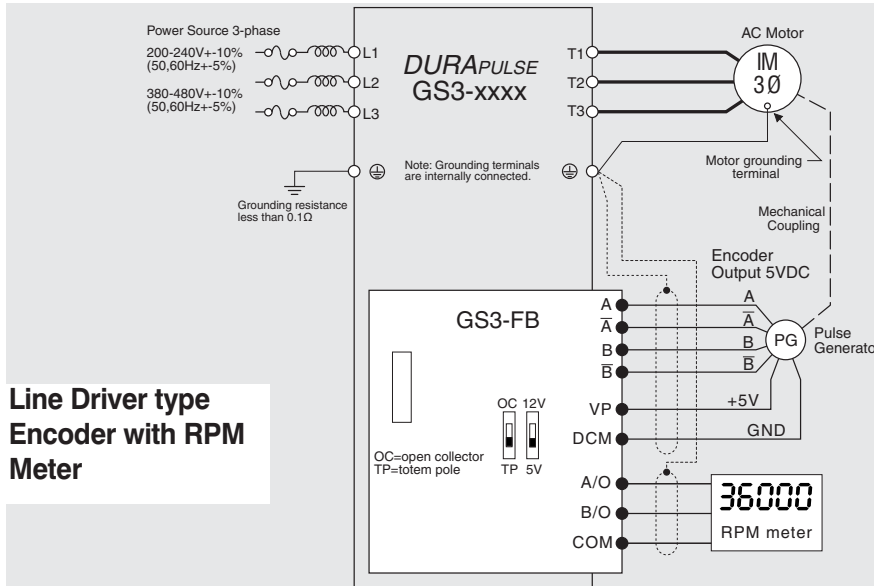 Power Source 3-phase
200-240V+-10%
(50,60Hz+-5%)
380-480V+-10%
(50,60Hz+-5%)
L1
L2
L3
DURAPULSE
GS3-xxxx
T1
T2
T3
AC Motor
IM
3Ø
Note: Grounding terminals
are internally connected.
Grounding resistance
less than 0.1Ω
Motor grounding
terminal
Mechanical
Coupling
Encoder
Output 5VDC
GS3-FB
A
A̅
B
B̅
VP
DCM
A/O
B/O
COM
A
A̅
B
B̅
+5V
GND
PG
Pulse
Generato
OC 12V
TP 5V
OC=open collector
TP=totem pole
Line Driver type
Encoder with RPM
Meter
36000
RPM meter